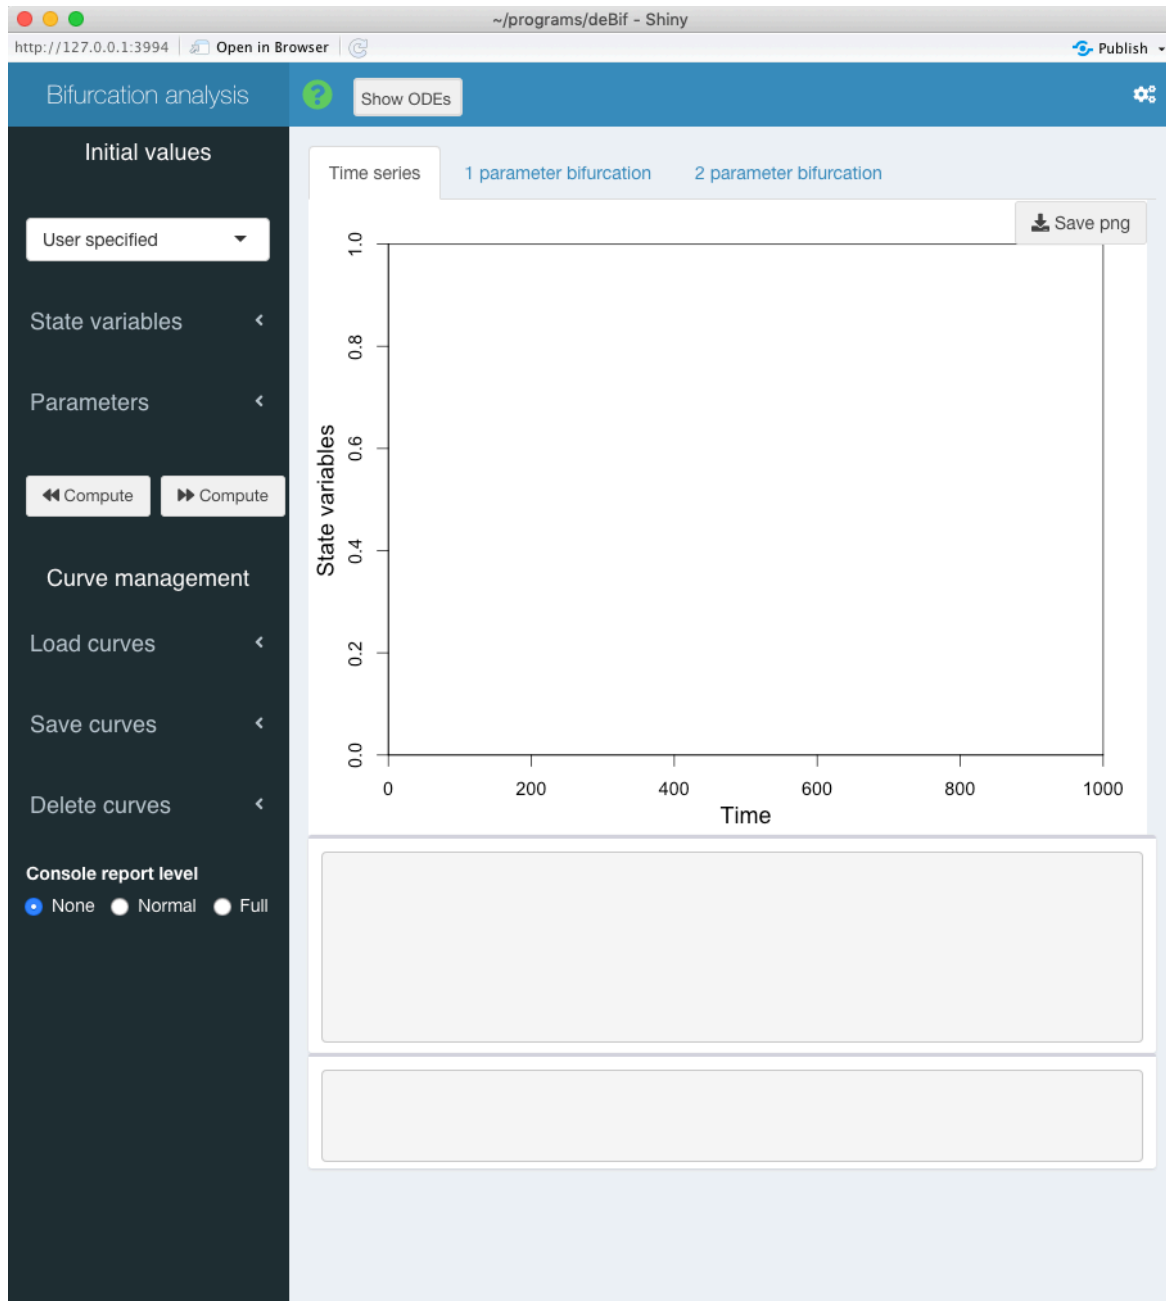 ~/programs/deBif - Shiny
http://127.0.0.1:3994 Open in Browser Publish
Bifurcation analysis
Show ODEs
Initial values
User specified
State variables
Parameters
Compute Compute
Curve management
Load curves
Save curves
Delete curves
Console report level
None Normal Full
Time series 1 parameter bifurcation 2 parameter bifurcation
Save png
State variables
1.0
0.8
0.6
0.4
0.2
0.0
0 200 400 600 800 1000
Time